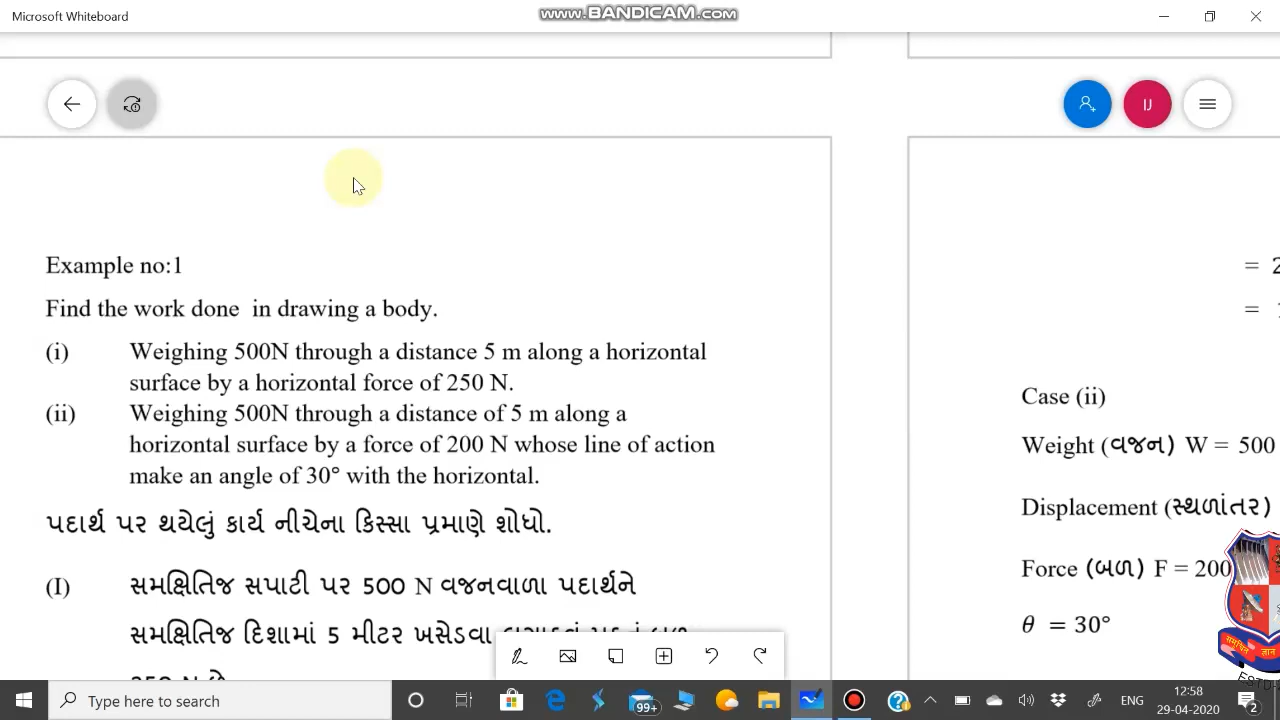 Microsoft Whiteboard
www.BANDICAM.com
IJ
Example no:1
Find the work done in drawing a body.
(i) Weighing 500N through a distance 5 m along a horizontal
surface by a horizontal force of 250 N.
(ii) Weighing 500N through a distance of 5 m along a
horizontal surface by a force of 200 N whose line of action
make an angle of 30° with the horizontal.
પદાર્થ પર થયેલું કાર્ય નીચેના કિસ્સા પ્રમાણે શોધો.
(I) સમક્ષિતિજ સપાટી પર 500 N વજનવાળા પદાર્થને
સમક્ષિતિજ દિશામાં 5 મીટર ખસેડવા
= 2
=
Case (ii)
Weight (વજન) W = 500
Displacement (સ્થળાંતર)
Force (બળ) F = 200
θ = 30°
Type here to search
99+
ENG
12:58
29-04-2020
2